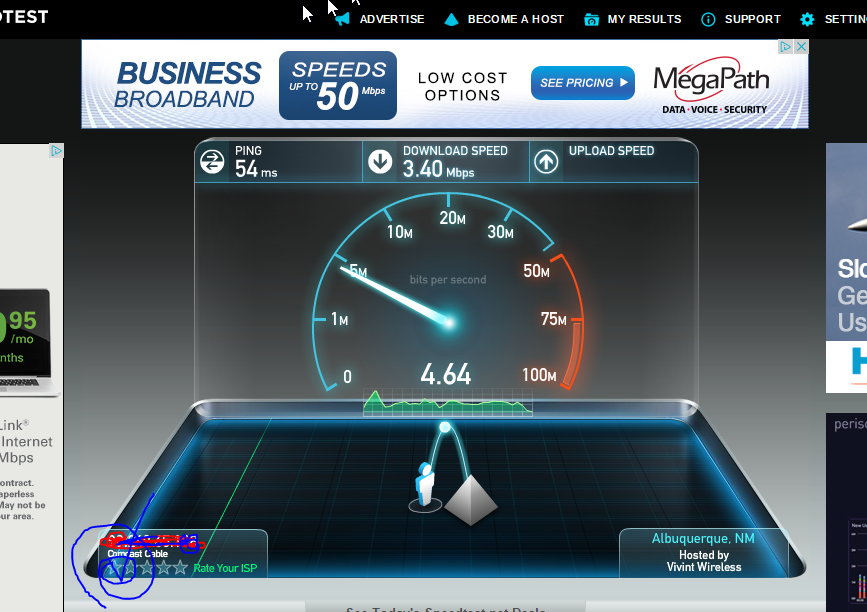 OTEST
ADVERTISE
BECOME A HOST
MY RESULTS
SUPPORT
SETTIN
BUSINESS
BROADBAND
SPEEDS
UP TO 50 Mbps
LOW COST
OPTIONS
SEE PRICING
MegaPath
DATA • VOICE • SECURITY
PING
54 ms
DOWNLOAD SPEED
3.40 Mbps
UPLOAD SPEED
20M
10M
30M
5M
bits per second
50M
1M
75M
0
4.64
100M
95
/mo
nths
Link®
Internet
Mbps
ontract.
aperless
May not be
ur area.
Slo
Ge
Us
H
perisc
Comcast Cable
Rate Your ISP
Albuquerque, NM
Hosted by
Vivint Wireless
See Today's Speedtest.net Deals